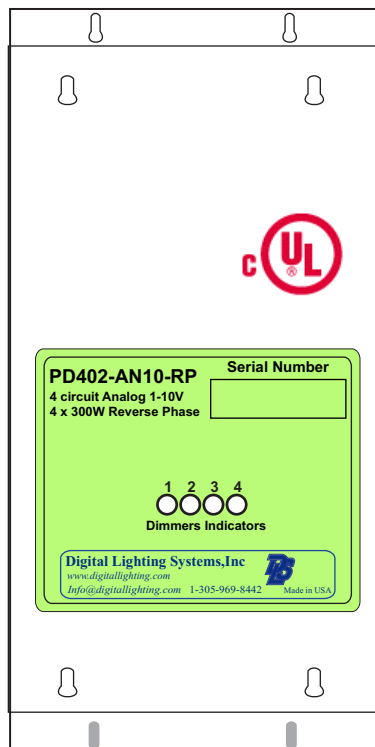 C UL ®
PD402-AN10-RP
Serial Number
4 circuit Analog 1-10V
4 x 300W Reverse Phase
1 2 3 4
Dimmers Indicators
Digital Lighting Systems,Inc
DLS
www.digitallighting.com
Info@digitallighting.com 1-305-969-8442 Made in USA